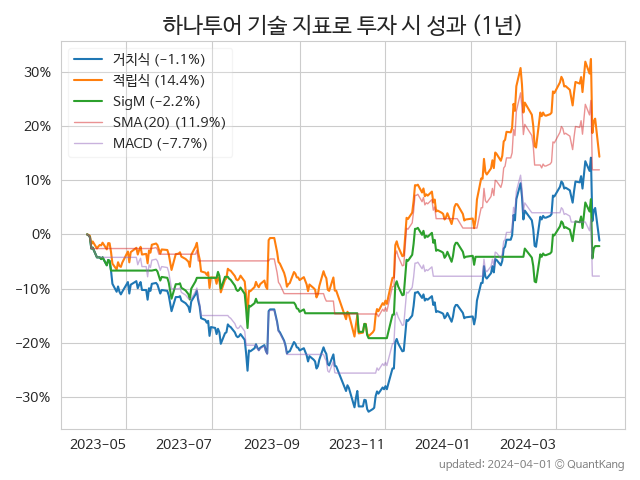 하나투어 기술 지표로 투자 시 성과 (1년)
거치식 (−1.1%)
적립식 (14.4%)
SigM (−2.2%)
SMA(20) (11.9%)
MACD (−7.7%)
30%
20%
10%
0%
−10%
−20%
−30%
2023-05 2023-07 2023-09 2023-11 2024-01 2024-03
updated: 2024-04-01 © QuantKang